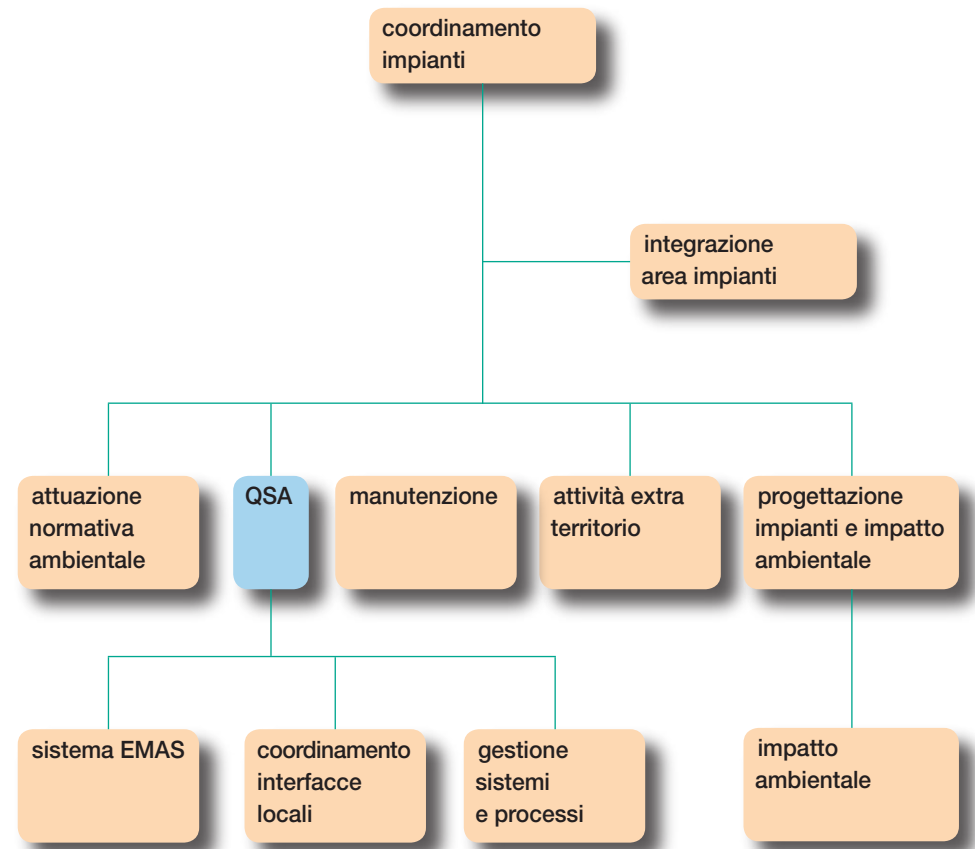 coordinamento
impianti
integrazione
area impianti
attuazione
normativa
ambientale
QSA
manutenzione
attività extra
territorio
progettazione
impianti e impatto
ambientale
sistema EMAS
coordinamento
interfacce
locali
gestione
sistemi
e processi
impatto
ambientale